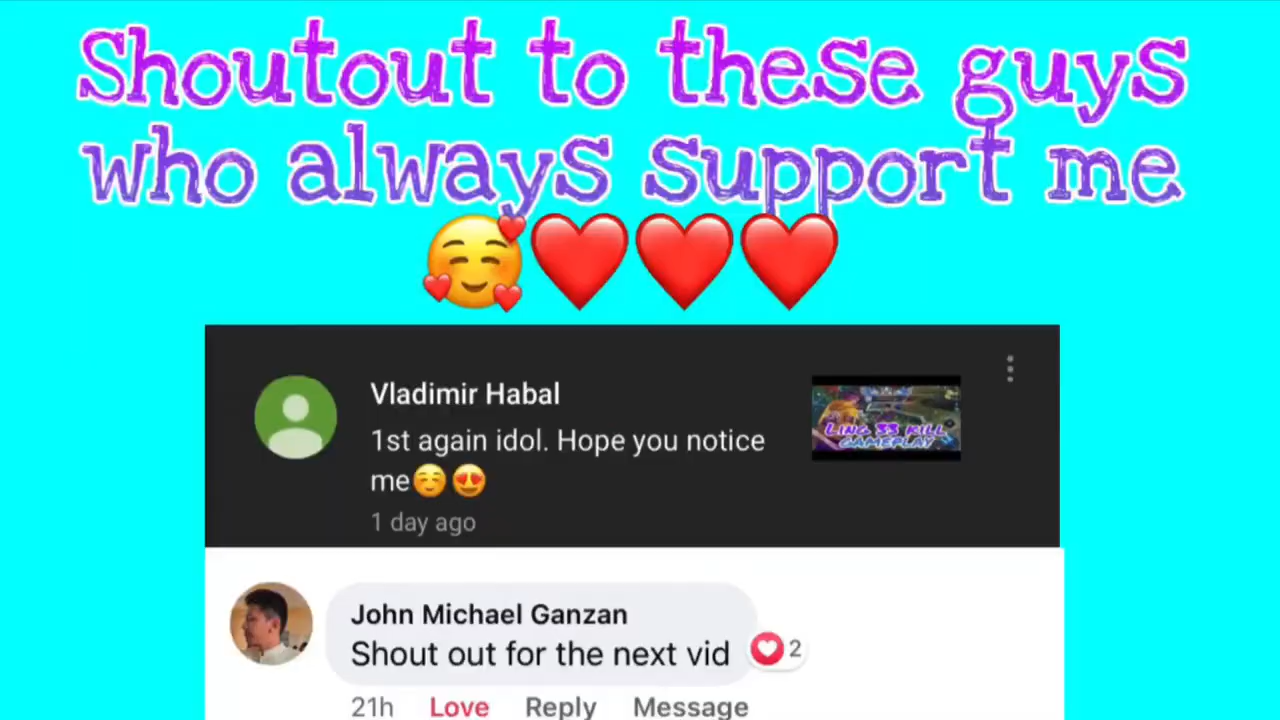 Shoutout to these guys
who always support me
🥰❤️❤️❤️
Vladimir Habal
1st again idol. Hope you notice
me☺️😍
1 day ago
LING 33 KILL
GAMEPLAY
John Michael Ganzan
Shout out for the next vid
2
21h Love Reply Message